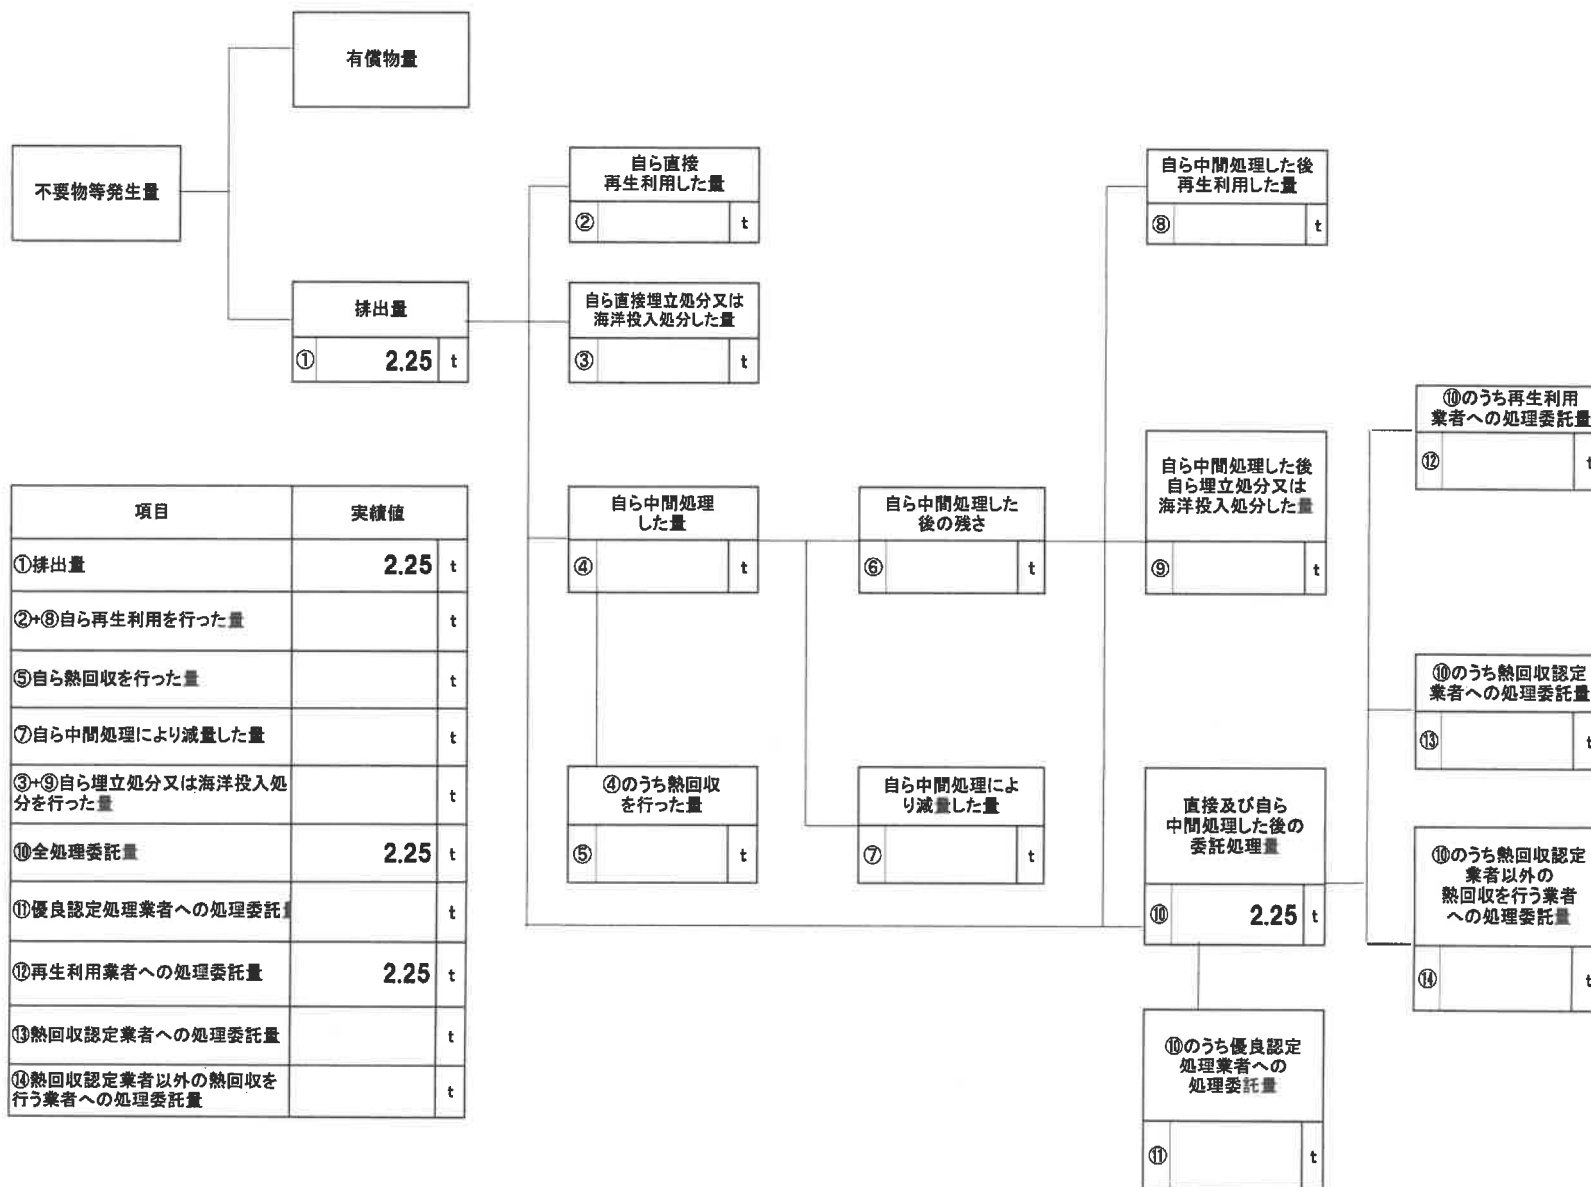 有償物量
不要物等発生量
排出量
① 2.25 t
自ら直接
再生利用した量
② t
自ら直接埋立処分又は
海洋投入処分した量
③ t
自ら中間処理した後
再生利用した量
⑧ t
自ら中間処理
した量
④ t
自ら中間処理した
後の残さ
⑥ t
自ら中間処理した後
自ら埋立処分又は
海洋投入処分した量
⑨ t
⑩のうち再生利用
業者への処理委託量
⑫ t
⑩のうち熱回収認定
業者への処理委託量
⑬ t
④のうち熱回収
を行った量
⑤ t
自ら中間処理によ
り減量した量
⑦ t
直接及び自ら
中間処理した後の
委託処理量
⑩ 2.25 t
⑩のうち熱回収認定
業者以外の
熱回収を行う業者
への処理委託量
⑭ t
⑩のうち優良認定
処理業者への
処理委託量
⑪ t
項目 実績値
①排出量 2.25 t
②+⑧自ら再生利用を行った量 t
⑤自ら熱回収を行った量 t
⑦自ら中間処理により減量した量 t
③+⑨自ら埋立処分又は海洋投入処
分を行った量 t
⑩全処理委託量 2.25 t
⑪優良認定処理業者への処理委託量 t
⑫再生利用業者への処理委託量 2.25 t
⑬熱回収認定業者への処理委託量 t
⑭熱回収認定業者以外の熱回収を
行う業者への処理委託量 t